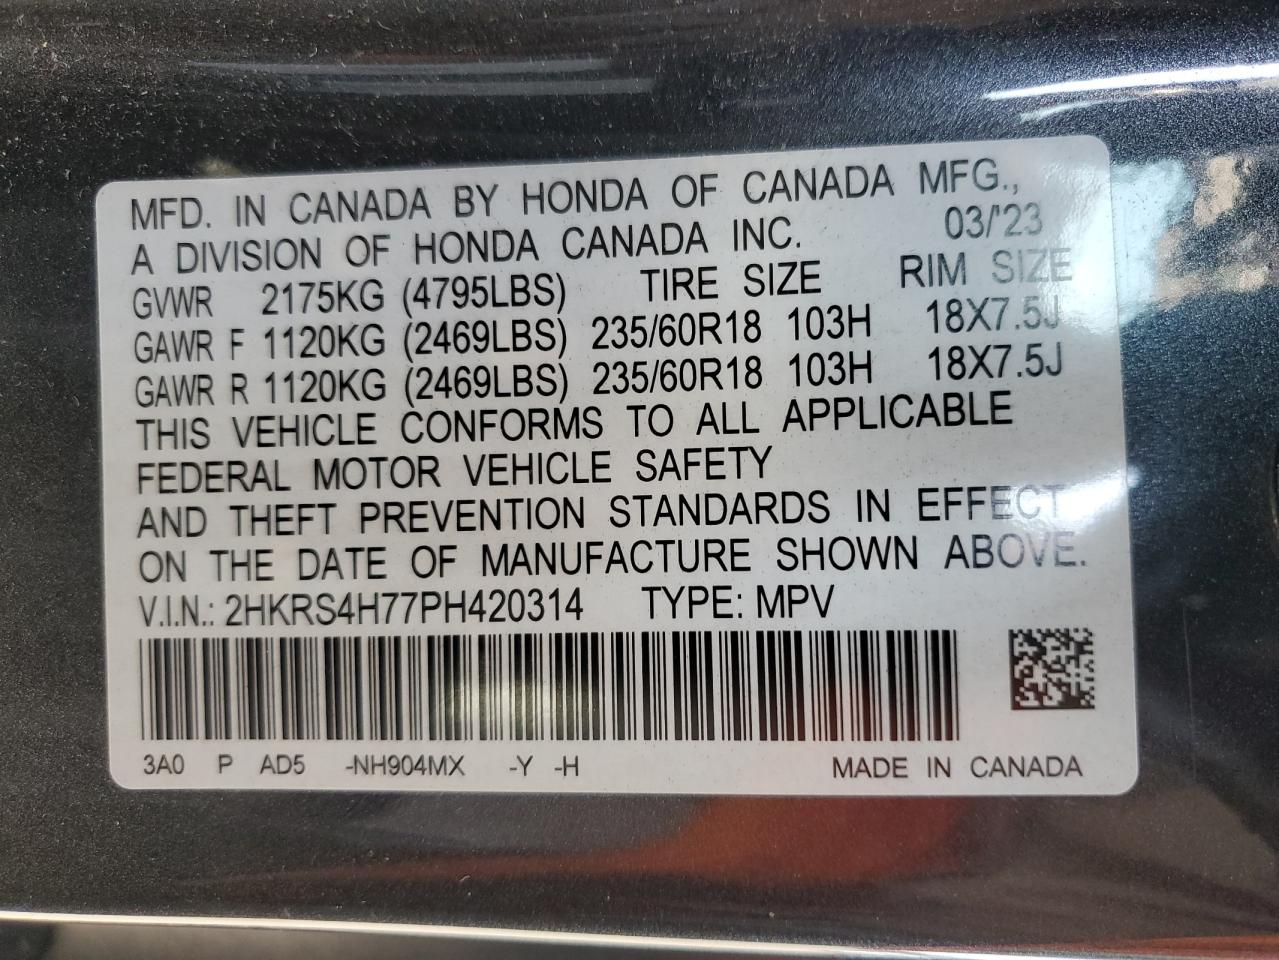 MFD. IN CANADA BY HONDA OF CANADA MFG.,
A DIVISION OF HONDA CANADA INC. 03/'23
GVWR 2175KG (4795LBS) TIRE SIZE RIM SIZE
GAWR F 1120KG (2469LBS) 235/60R18 103H 18X7.5J
GAWR R 1120KG (2469LBS) 235/60R18 103H 18X7.5J
THIS VEHICLE CONFORMS TO ALL APPLICABLE
FEDERAL MOTOR VEHICLE SAFETY
AND THEFT PREVENTION STANDARDS IN EFFECT
ON THE DATE OF MANUFACTURE SHOWN ABOVE.
V.I.N.: 2HKRS4H77PH420314 TYPE: MPV
3A0 P AD5 -NH904MX -Y -H MADE IN CANADA